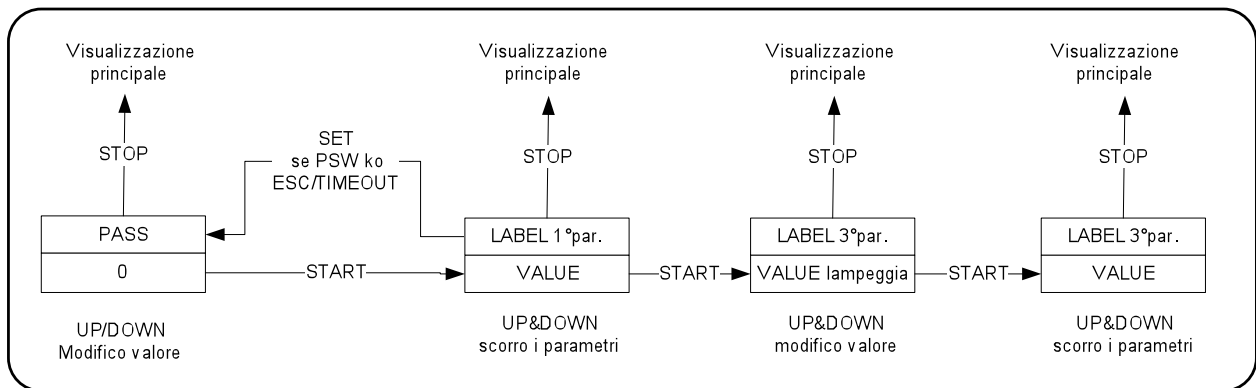 Visualizzazione
principale
Visualizzazione
principale
Visualizzazione
principale
Visualizzazione
principale
STOP
SET
se PSW ko
ESC/TIMEOUT
STOP
STOP
STOP
PASS
LABEL 1°par.
LABEL 3°par.
LABEL 3°par.
0
START
VALUE
START
VALUE lampeggia
START
VALUE
UP/DOWN
Modifico valore
UP&DOWN
scorro i parametri
UP&DOWN
modifico valore
UP&DOWN
scorro i parametri